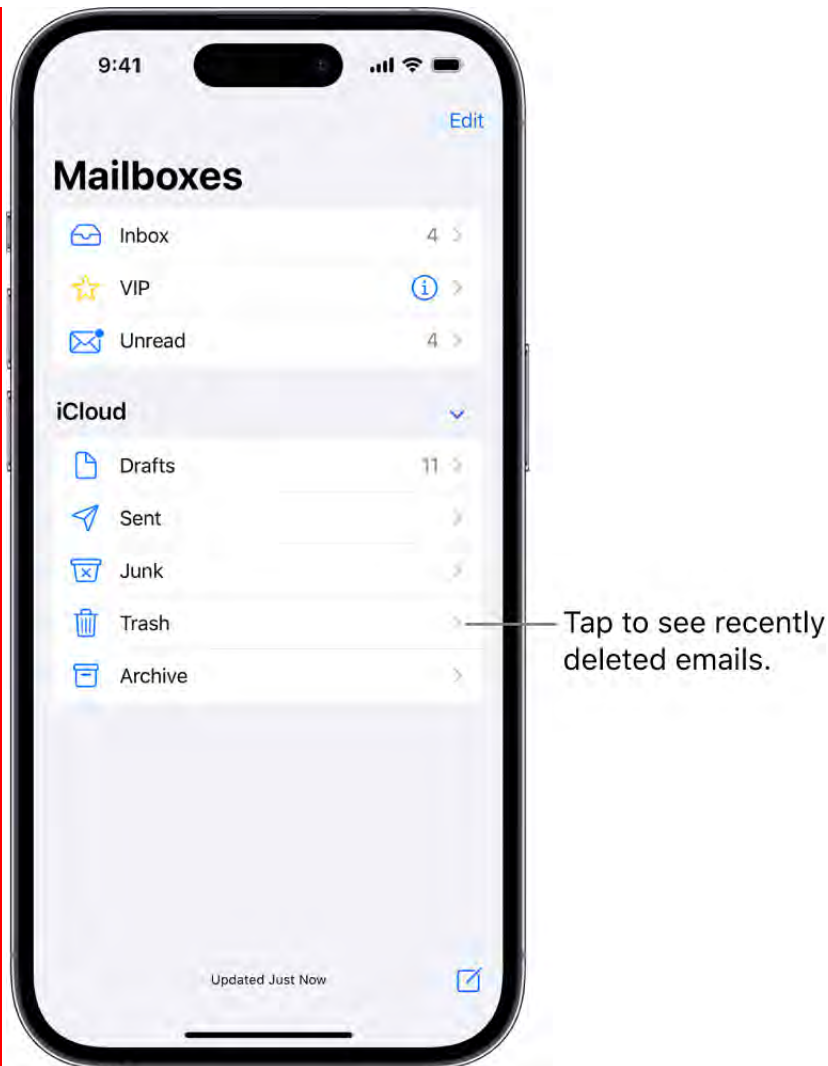 9:41
Edit
Mailboxes
Inbox 4
VIP
Unread 4
iCloud
Drafts 11
Sent
Junk
Trash
Tap to see recently
deleted emails.
Archive
Updated Just Now